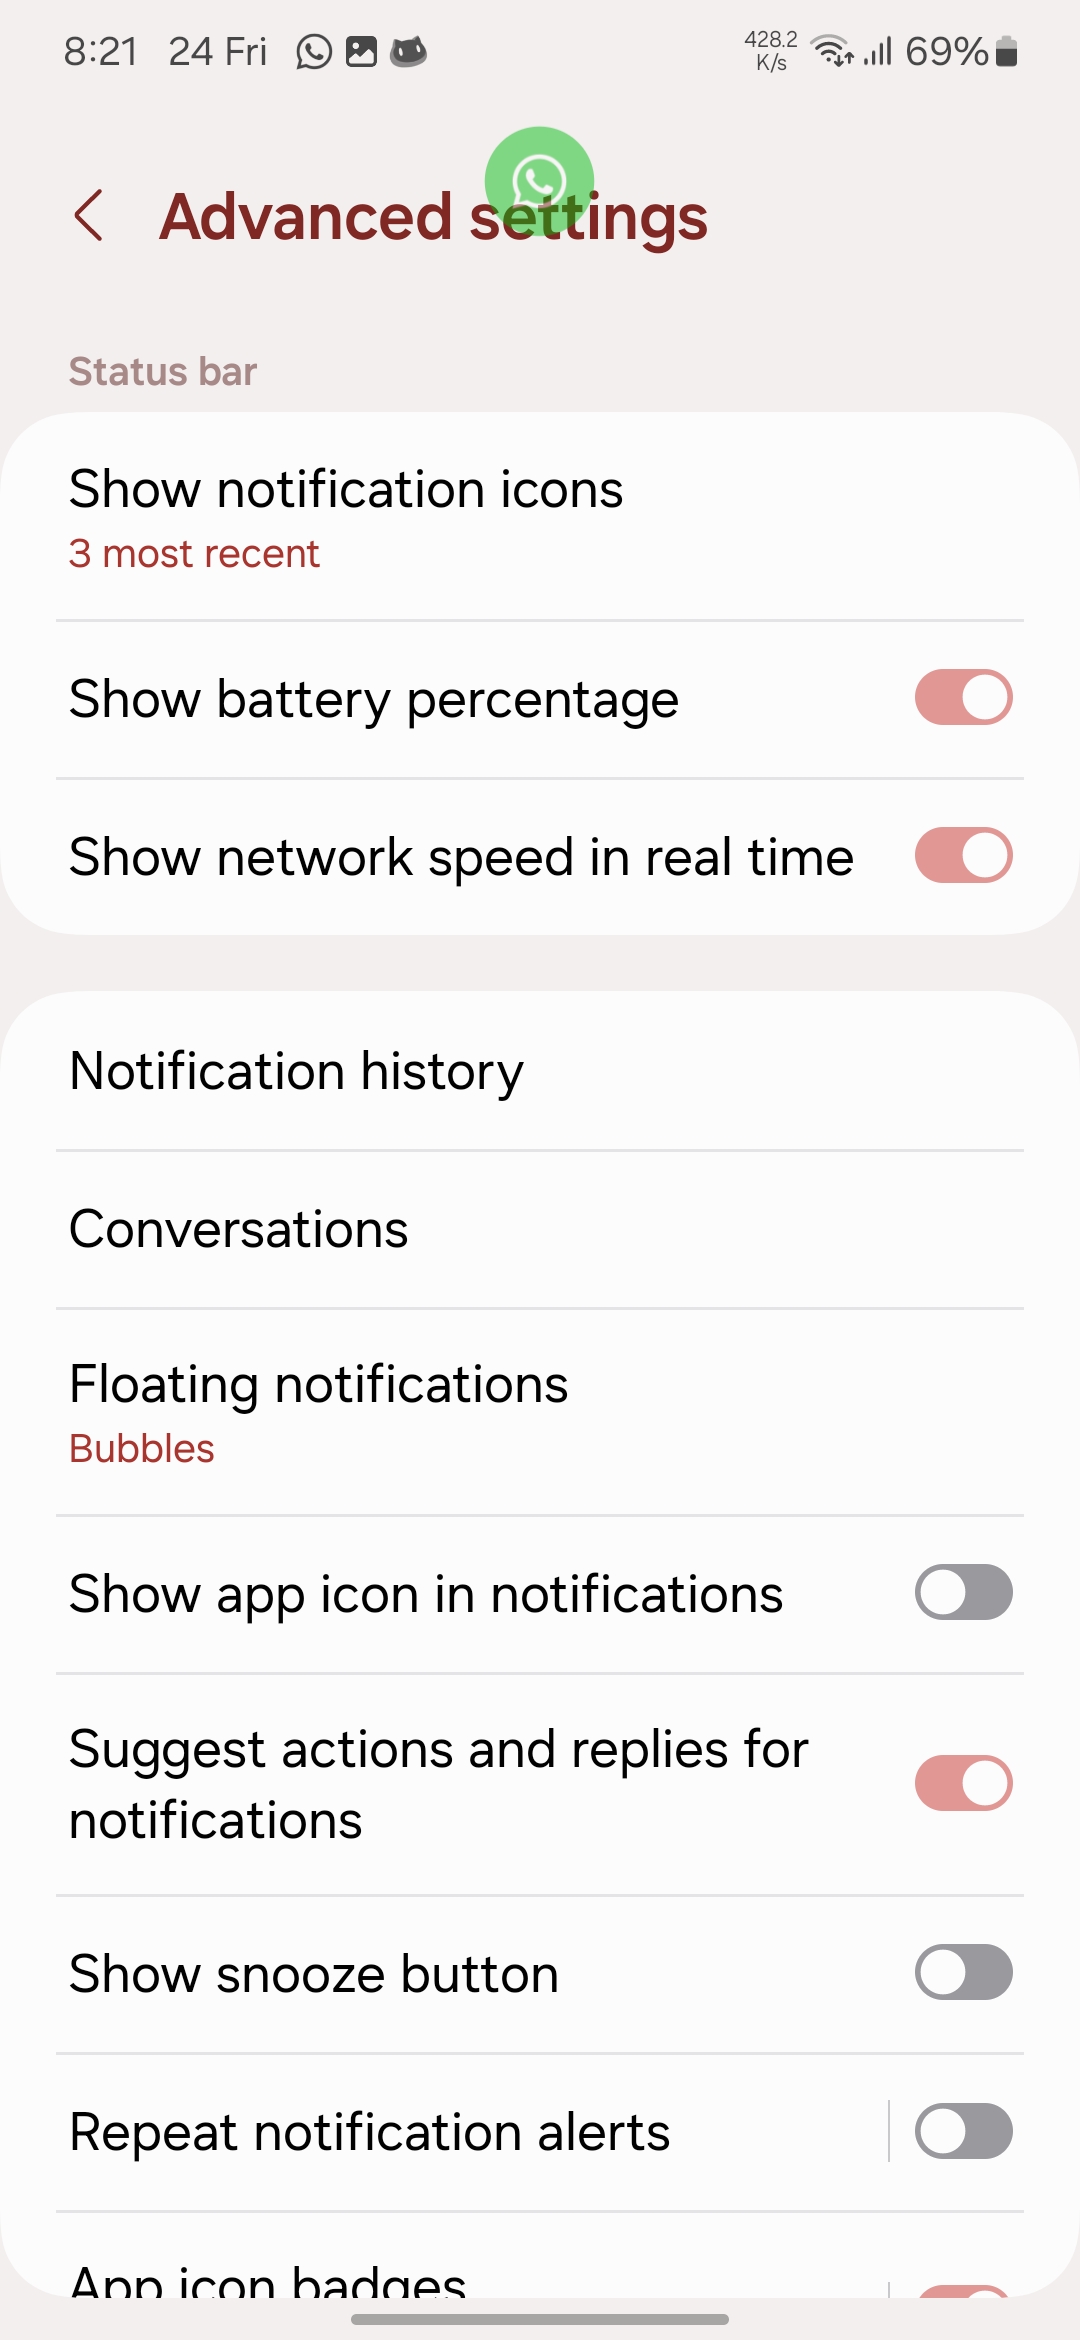 8:21 24 Fri 428.2 K/s 69%
Advanced settings
Status bar
Show notification icons
3 most recent
Show battery percentage
Show network speed in real time
Notification history
Conversations
Floating notifications
Bubbles
Show app icon in notifications
Suggest actions and replies for
notifications
Show snooze button
Repeat notification alerts
App icon badges